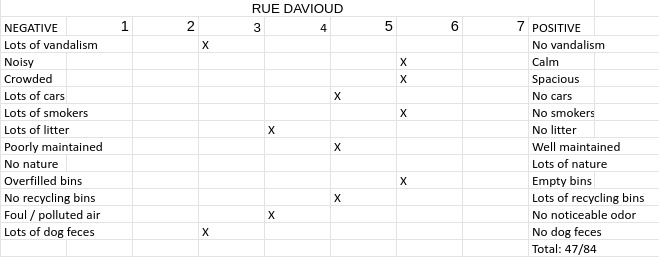 RUE DAVIOUD
NEGATIVE 1 2 3 4 5 6 7 POSITIVE
Lots of vandalism X No vandalism
Noisy X Calm
Crowded X Spacious
Lots of cars X No cars
Lots of smokers X No smokers
Lots of litter X No litter
Poorly maintained X Well maintained
No nature Lots of nature
Overfilled bins X Empty bins
No recycling bins X Lots of recycling bins
Foul / polluted air X No noticeable odor
Lots of dog feces X No dog feces
Total: 47/84